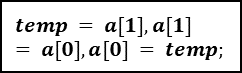 temp = a[1],a[1]
= a[0],a[0] = temp;